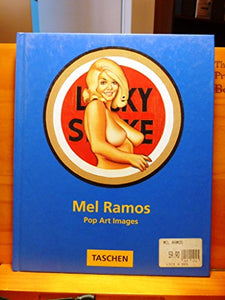 LUCKY
STRIKE
Mel Ramos
Pop Art Images
TASCHEN
MEL RAMOS